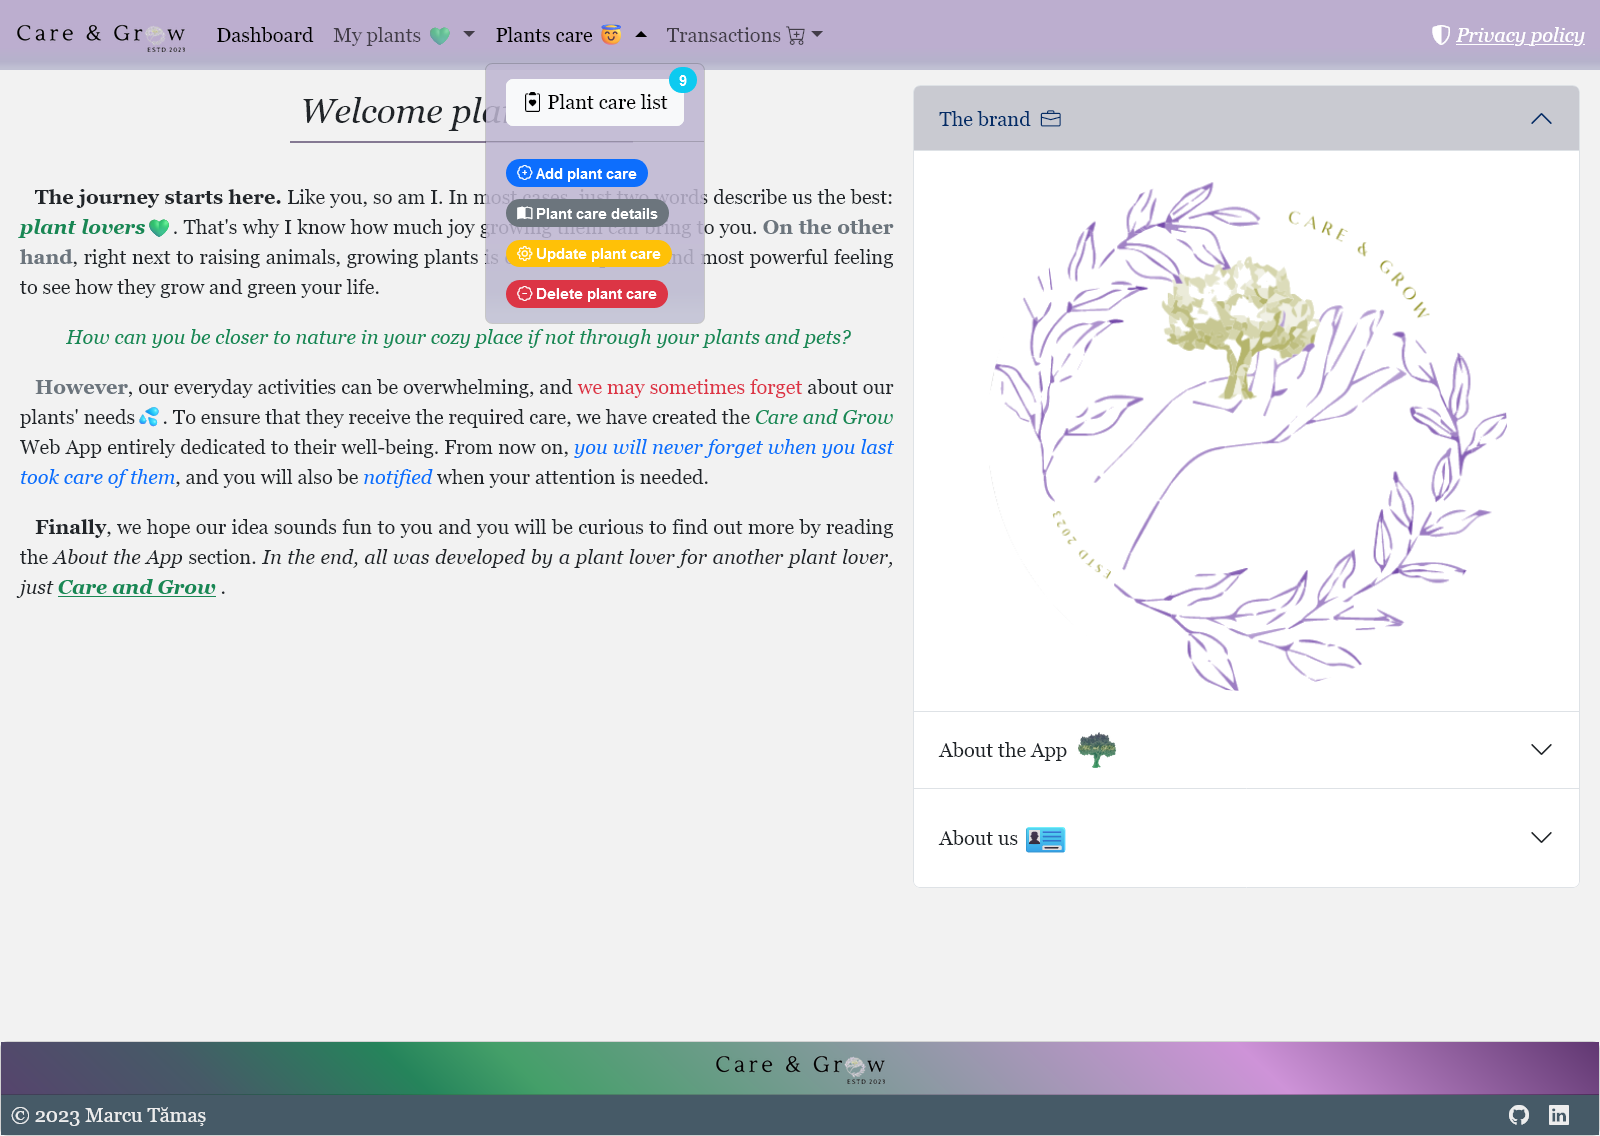 Care & Grow
ESTD 2023
Dashboard
My plants
Plants care
Transactions
Privacy policy
Plant care list
9
Add plant care
Plant care details
Update plant care
Delete plant care
Welcome
The journey starts here. Like you, so am I. In most cases, just two words describe us the best:
plant lovers. That's why I know how much joy growing them can bring to you. On the other
hand, right next to raising animals, growing plants is most powerful feeling
to see how they grow and green your life.
How can you be closer to nature in your cozy place if not through your plants and pets?
However, our everyday activities can be overwhelming, and we may sometimes forget about our
plants' needs. To ensure that they receive the required care, we have created the Care and Grow
Web App entirely dedicated to their well-being. From now on, you will never forget when you last
took care of them, and you will also be notified when your attention is needed.
Finally, we hope our idea sounds fun to you and you will be curious to find out more by reading
the About the App section. In the end, all was developed by a plant lover for another plant lover,
just Care and Grow .
The brand
CARE & GROW
ESTD 2023
About the App
About us
Care & Grow
ESTD 2023
© 2023 Marcu Tămaș